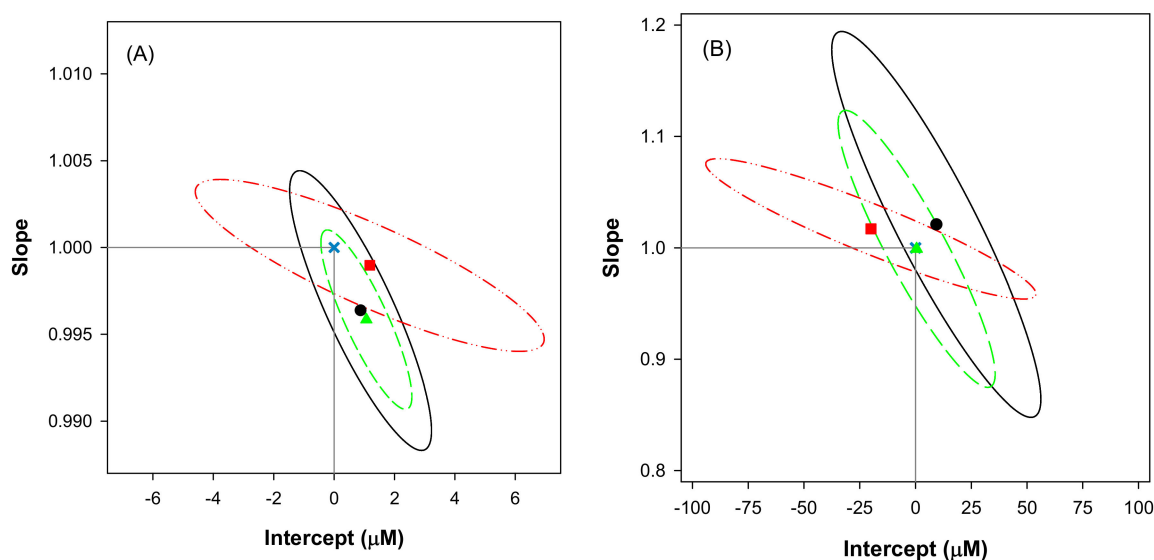 (A)
1.010
1.005
1.000
0.995
0.990
Slope
-6 -4 -2 0 2 4 6
Intercept (μM)
(B)
1.2
1.1
1.0
0.9
0.8
Slope
-100 -75 -50 -25 0 25 50 75 100
Intercept (μM)